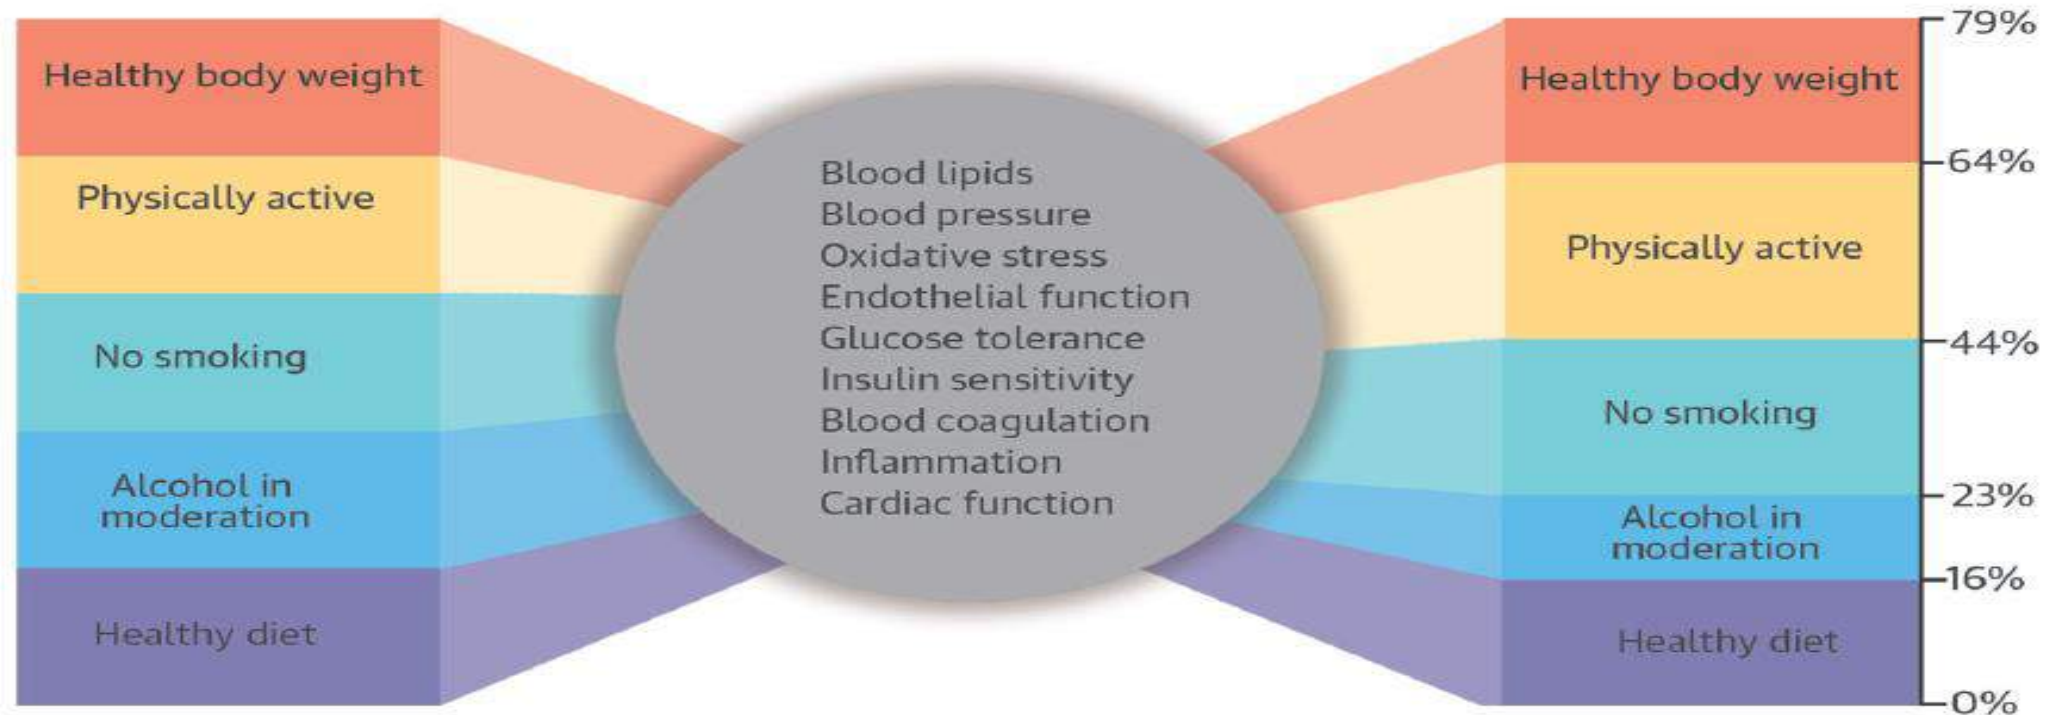 Healthy body weight
Physically active
No smoking
Alcohol in
moderation
Healthy diet
Blood lipids
Blood pressure
Oxidative stress
Endothelial function
Glucose tolerance
Insulin sensitivity
Blood coagulation
Inflammation
Cardiac function
Healthy body weight
Physically active
No smoking
Alcohol in
moderation
Healthy diet
79%
64%
44%
23%
16%
0%